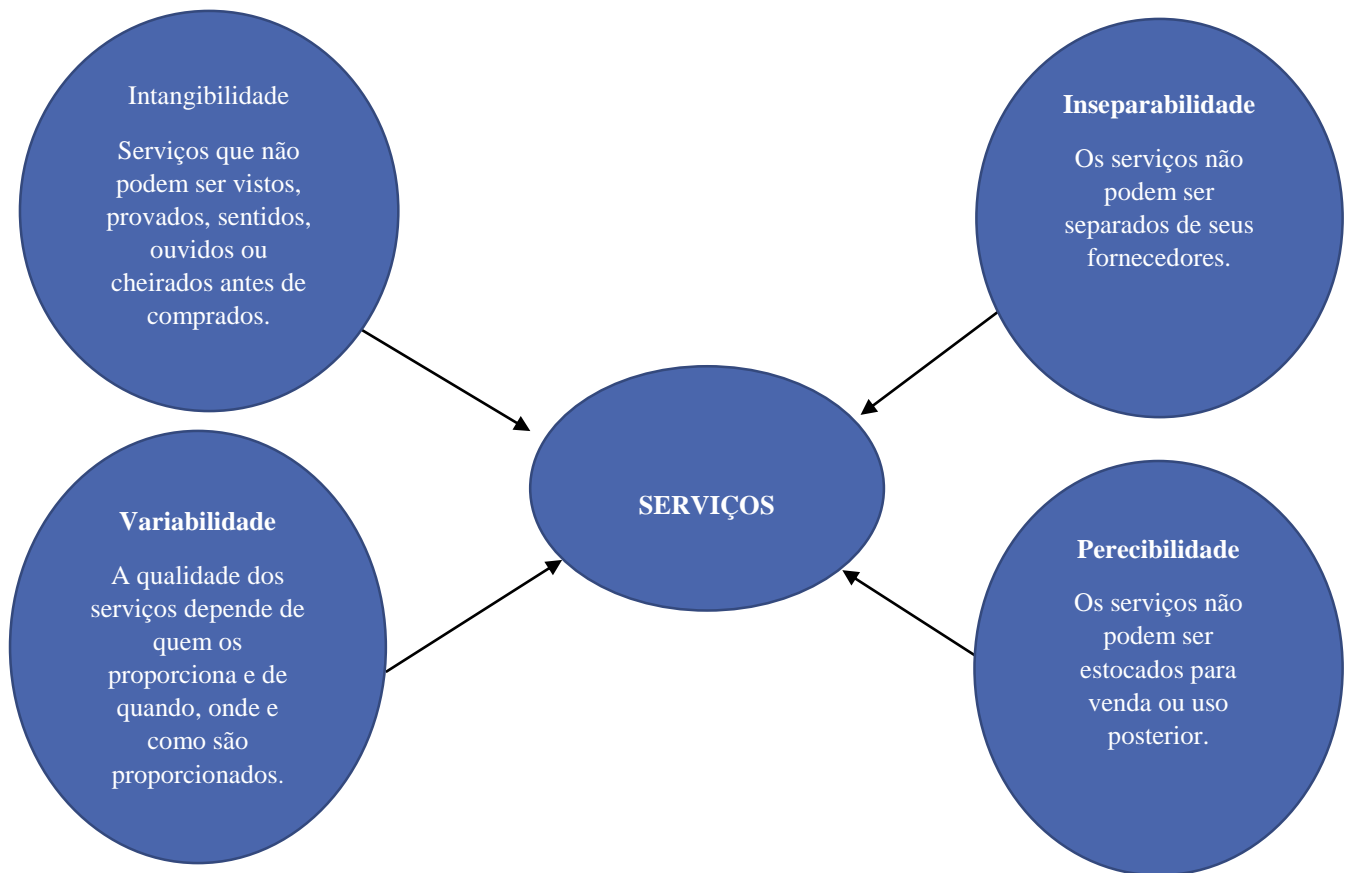 Intangibilidade
Serviços que não
podem ser vistos,
provados, sentidos,
ouvidos ou
cheirados antes de
comprados.
Inseparabilidade
Os serviços não
podem ser
separados de seus
fornecedores.
SERVIÇOS
Variabilidade
A qualidade dos
serviços depende de
quem os
proporciona e de
quando, onde e
como são
proporcionados.
Perecibilidade
Os serviços não
podem ser
estocados para
venda ou uso
posterior.